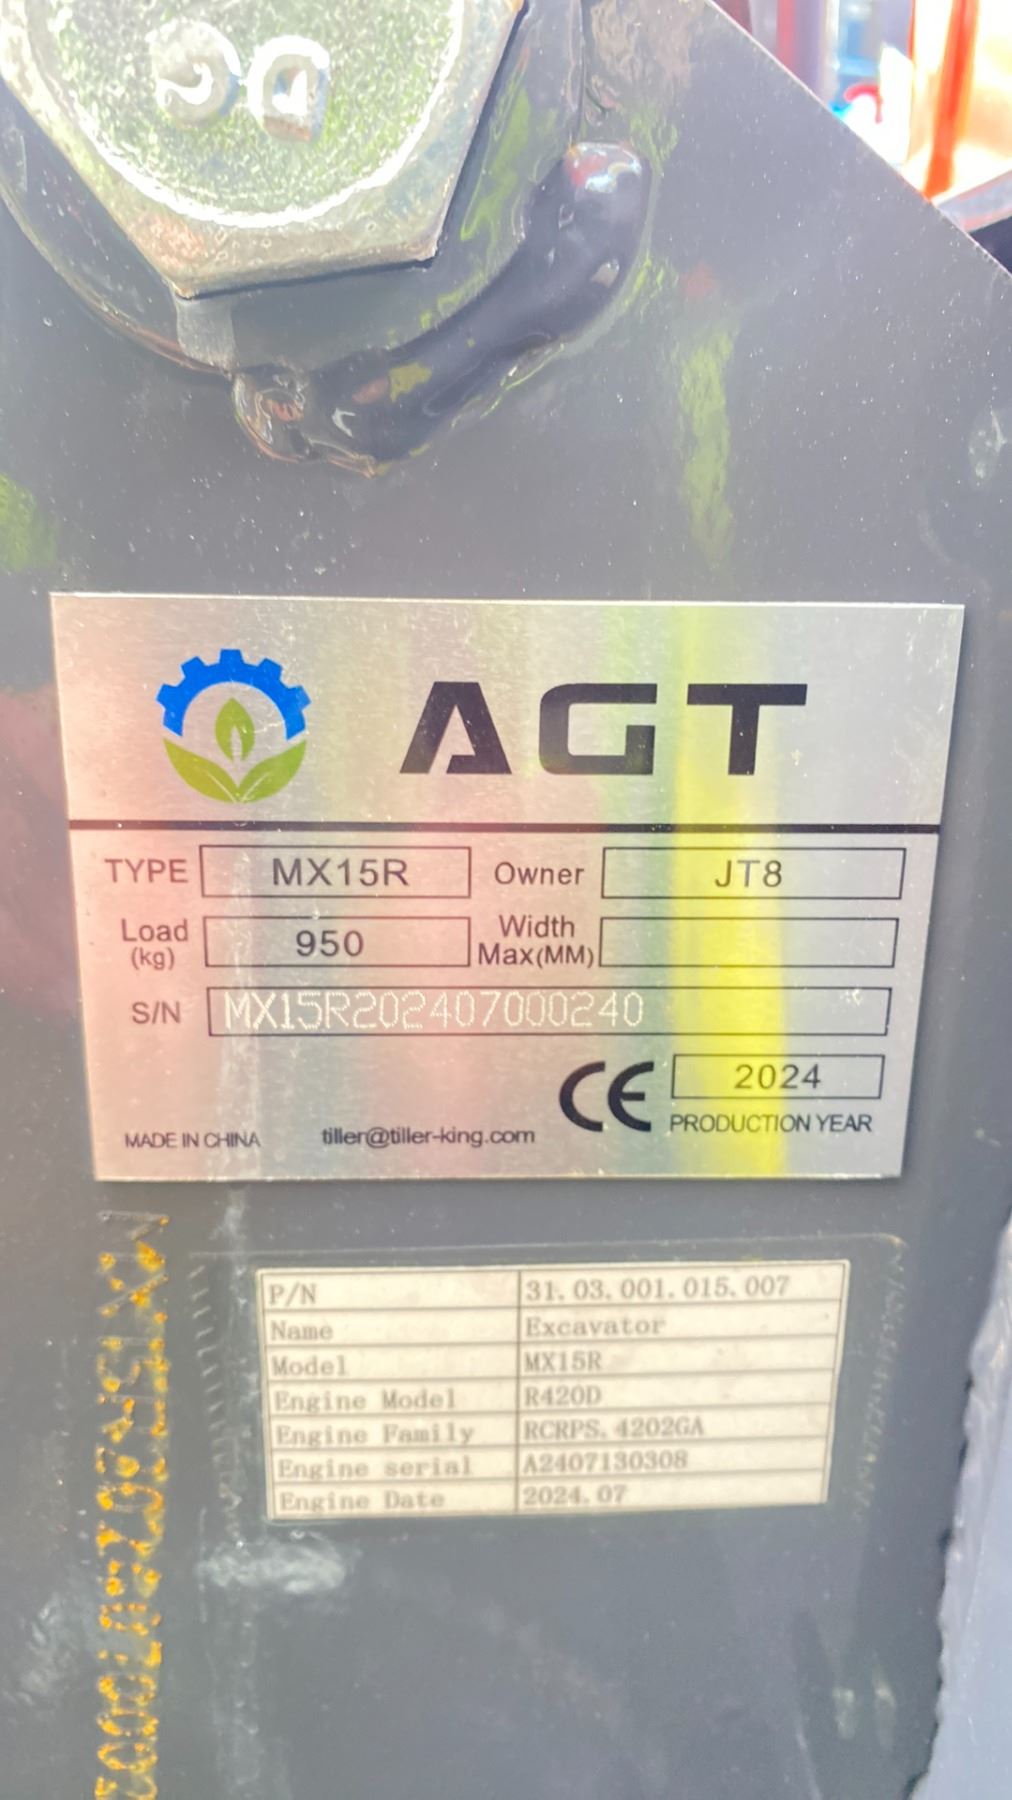 AGT
TYPE MX15R Owner JT8
Load (kg) 950 Width Max(MM)
S/N MX15R202407000240
CE 2024
MADE IN CHINA tiller@tiller-king.com PRODUCTION YEAR
P/N 31.03.001.015.007
Name Excavator
Model MX15R
Engine Model R420D
Engine Family RCRPS.4202GA
Engine serial A2407130308
Engine Date 2024.07